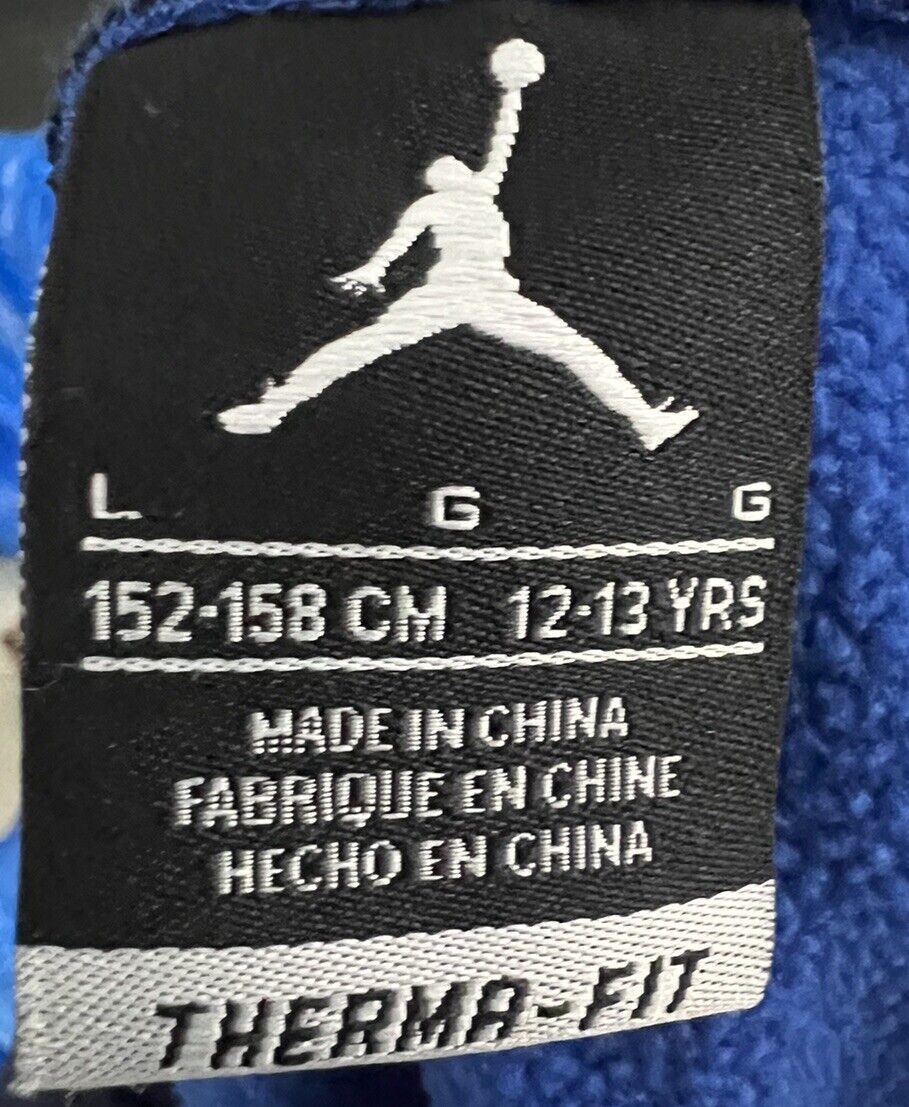 L G G
152-158 CM 12-13 YRS
MADE IN CHINA
FABRIQUE EN CHINE
HECHO EN CHINA
THERMA-FIT